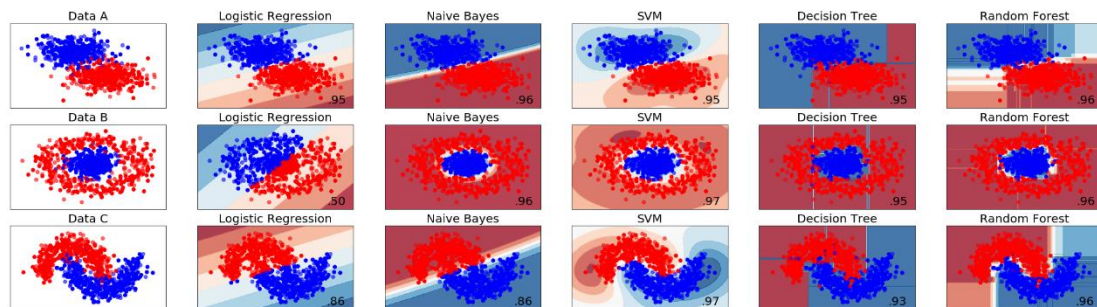 Data A
Logistic Regression
Naive Bayes
SVM
Decision Tree
Random Forest
.95
.96
.95
.95
.96
Data B
Logistic Regression
Naive Bayes
SVM
Decision Tree
Random Forest
.50
.96
.97
.95
.96
Data C
Logistic Regression
Naive Bayes
SVM
Decision Tree
Random Forest
.86
.86
.97
.93
.96